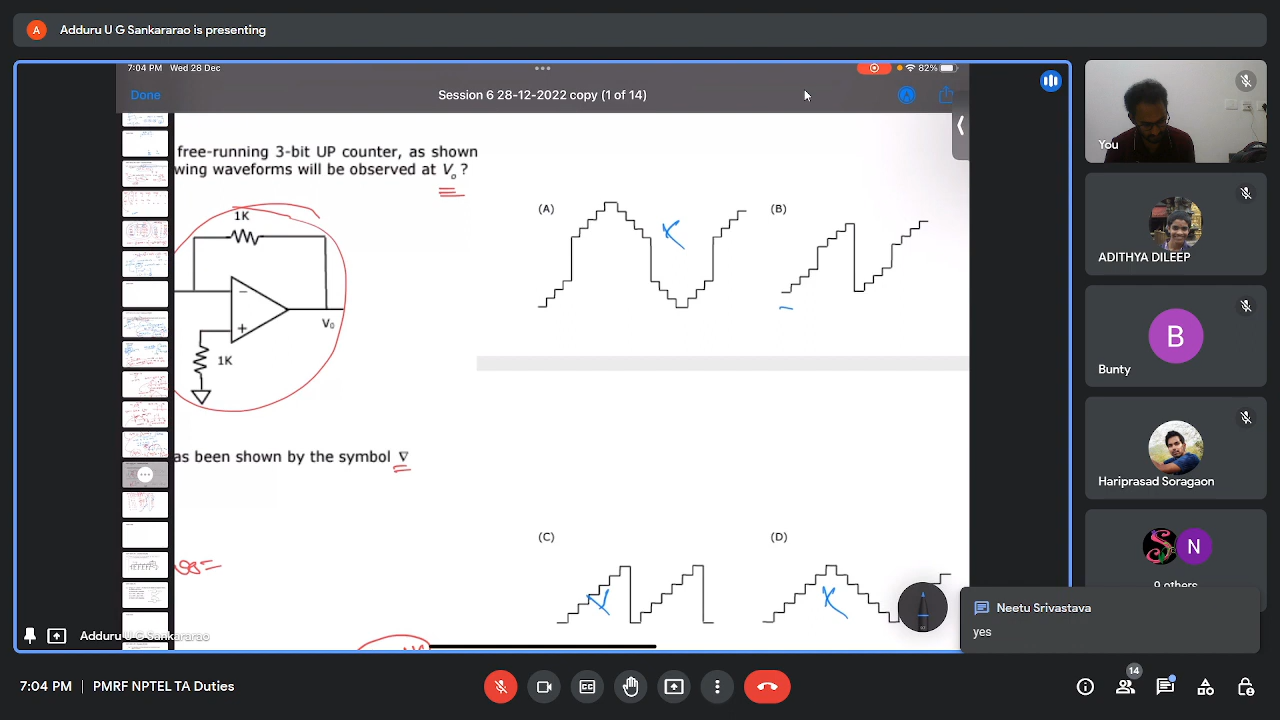 A Adduru U G Sankararao is presenting
7:04 PM Wed 28 Dec
82%
Done
Session 6 28-12-2022 copy (1 of 14)
free-running 3-bit UP counter, as shown
wing waveforms will be observed at Vo ?
1K
1K
Vo
as been shown by the symbol ∇
(A)
(B)
(C)
(D)
Adduru U G Sankararao
You
ADITHYA DILEEP
B
Bunty
Hariprasad Soragaon
N
9 others
Neetu Srivastava
yes
7:04 PM | PMRF NPTEL TA Duties
14